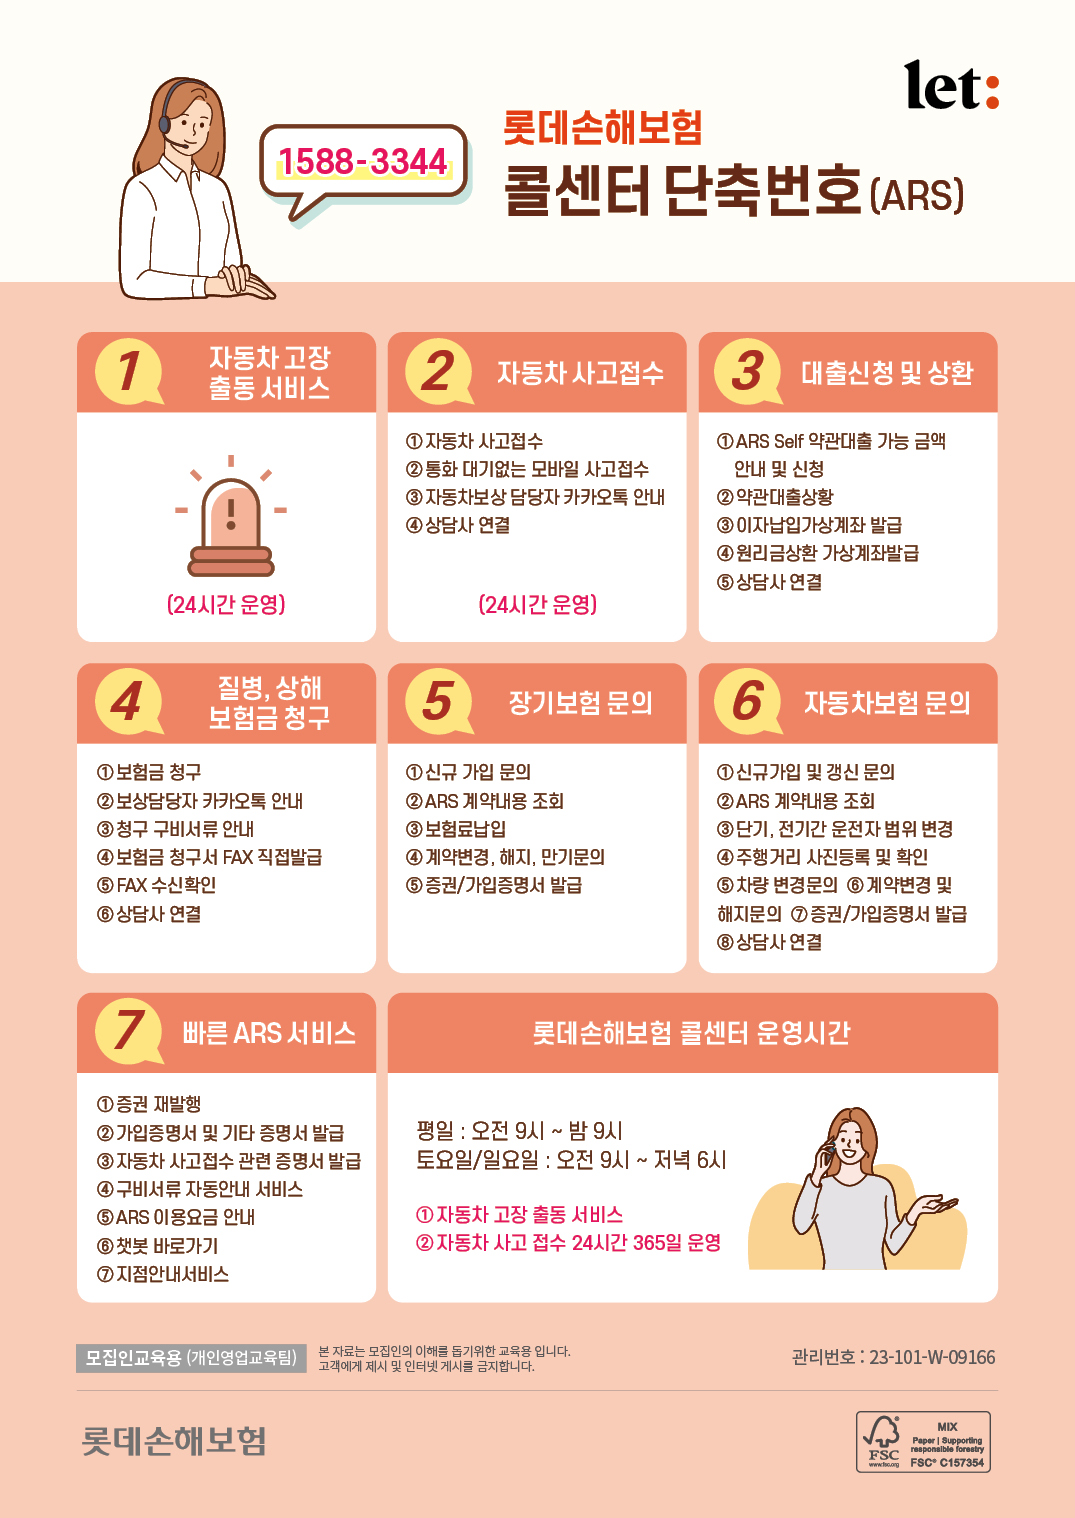 let:
롯데손해보험
1588-3344
콜센터 단축번호 (ARS)
1
자동차 고장
출동 서비스
(24시간 운영)
2
자동차 사고접수
① 자동차 사고접수
② 통화 대기없는 모바일 사고접수
③ 자동차보상 담당자 카카오톡 안내
④ 상담사 연결
(24시간 운영)
3
대출신청 및 상환
① ARS Self 약관대출 가능 금액
안내 및 신청
② 약관대출상황
③ 이자납입가상계좌 발급
④ 원리금상환 가상계좌발급
⑤ 상담사 연결
4
질병, 상해
보험금 청구
① 보험금 청구
② 보상담당자 카카오톡 안내
③ 청구 구비서류 안내
④ 보험금 청구서 FAX 직접발급
⑤ FAX 수신확인
⑥ 상담사 연결
5
장기보험 문의
① 신규 가입 문의
② ARS 계약내용 조회
③ 보험료납입
④ 계약변경, 해지, 만기문의
⑤ 증권/가입증명서 발급
6
자동차보험 문의
① 신규가입 및 갱신 문의
② ARS 계약내용 조회
③ 단기, 전기간 운전자 범위 변경
④ 주행거리 사진등록 및 확인
⑤ 차량 변경문의 ⑥ 계약변경 및
해지문의 ⑦ 증권/가입증명서 발급
⑧ 상담사 연결
7
빠른 ARS 서비스
① 증권 재발행
② 가입증명서 및 기타 증명서 발급
③ 자동차 사고접수 관련 증명서 발급
④ 구비서류 자동안내 서비스
⑤ ARS 이용요금 안내
⑥ 챗봇 바로가기
⑦ 지점안내서비스
롯데손해보험 콜센터 운영시간
평일 : 오전 9시 ~ 밤 9시
토요일/일요일 : 오전 9시 ~ 저녁 6시
① 자동차 고장 출동 서비스
② 자동차 사고 접수 24시간 365일 운영
모집인교육용 (개인영업교육팀)
본 자료는 모집인의 이해를 돕기위한 교육용 입니다.
고객에게 제시 및 인터넷 게시를 금지합니다.
관리번호 : 23-101-W-09166
롯데손해보험
FSC
www.fsc.org
MIX
Paper | Supporting
responsible forestry
FSC® C157354